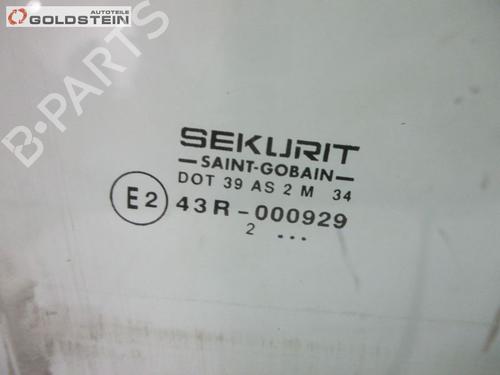 AUTOTEILE
GOLDSTEIN
B-PARTS
SEKURIT
SAINT-GOBAIN
DOT 39 AS 2 M 34
E2 43R-000929
2 ...